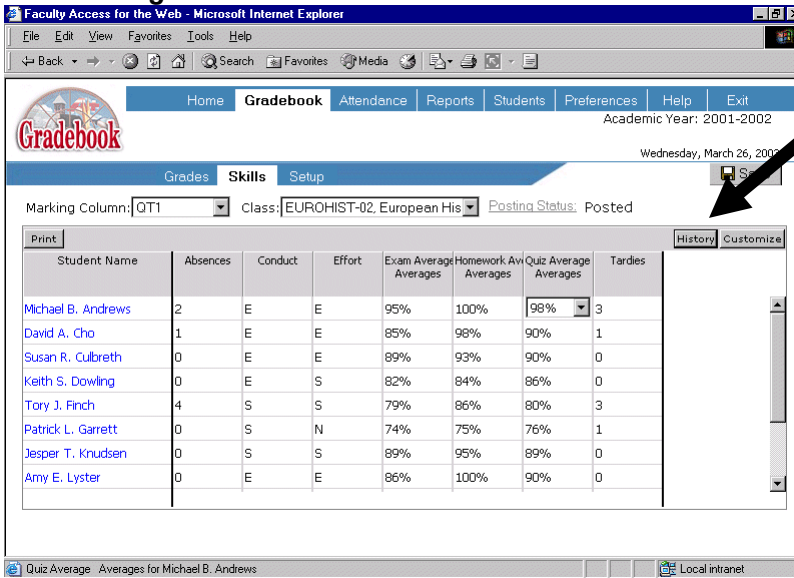 Faculty Access for the Web - Microsoft Internet Explorer
File Edit View Favorites Tools Help
Back Search Favorites Media
Home Gradebook Attendance Reports Students Preferences Help Exit
Gradebook
Academic Year: 2001-2002
Wednesday, March 26, 2002
Grades Skills Setup
Marking Column: QT1 Class: EUROHIST-02, European His Posting Status: Posted
Print History Customize
Student Name Absences Conduct Effort Exam Average Averages Homework Av Averages Quiz Average Averages Tardies
Michael B. Andrews 2 E E 95% 100% 98% 3
David A. Cho 1 E E 85% 98% 90% 1
Susan R. Culbreth 0 E E 89% 93% 90% 0
Keith S. Dowling 0 E S 82% 84% 86% 0
Tory J. Finch 4 S S 79% 86% 80% 3
Patrick L. Garrett 0 S N 74% 75% 76% 1
Jesper T. Knudsen 0 S S 89% 95% 89% 0
Amy E. Lyster 0 E E 86% 100% 90% 0
Quiz Average Averages for Michael B. Andrews Local intranet